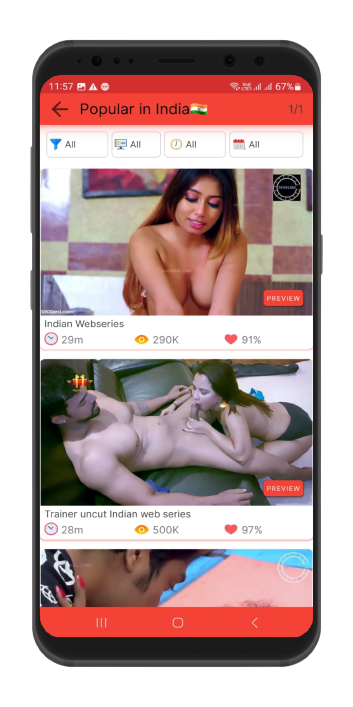 11:57
67%
Popular in India
1/1
All
All
All
All
PREVIEW
Indian Webseries
29m
290K
91%
PREVIEW
Trainer uncut Indian web series
28m
500K
97%